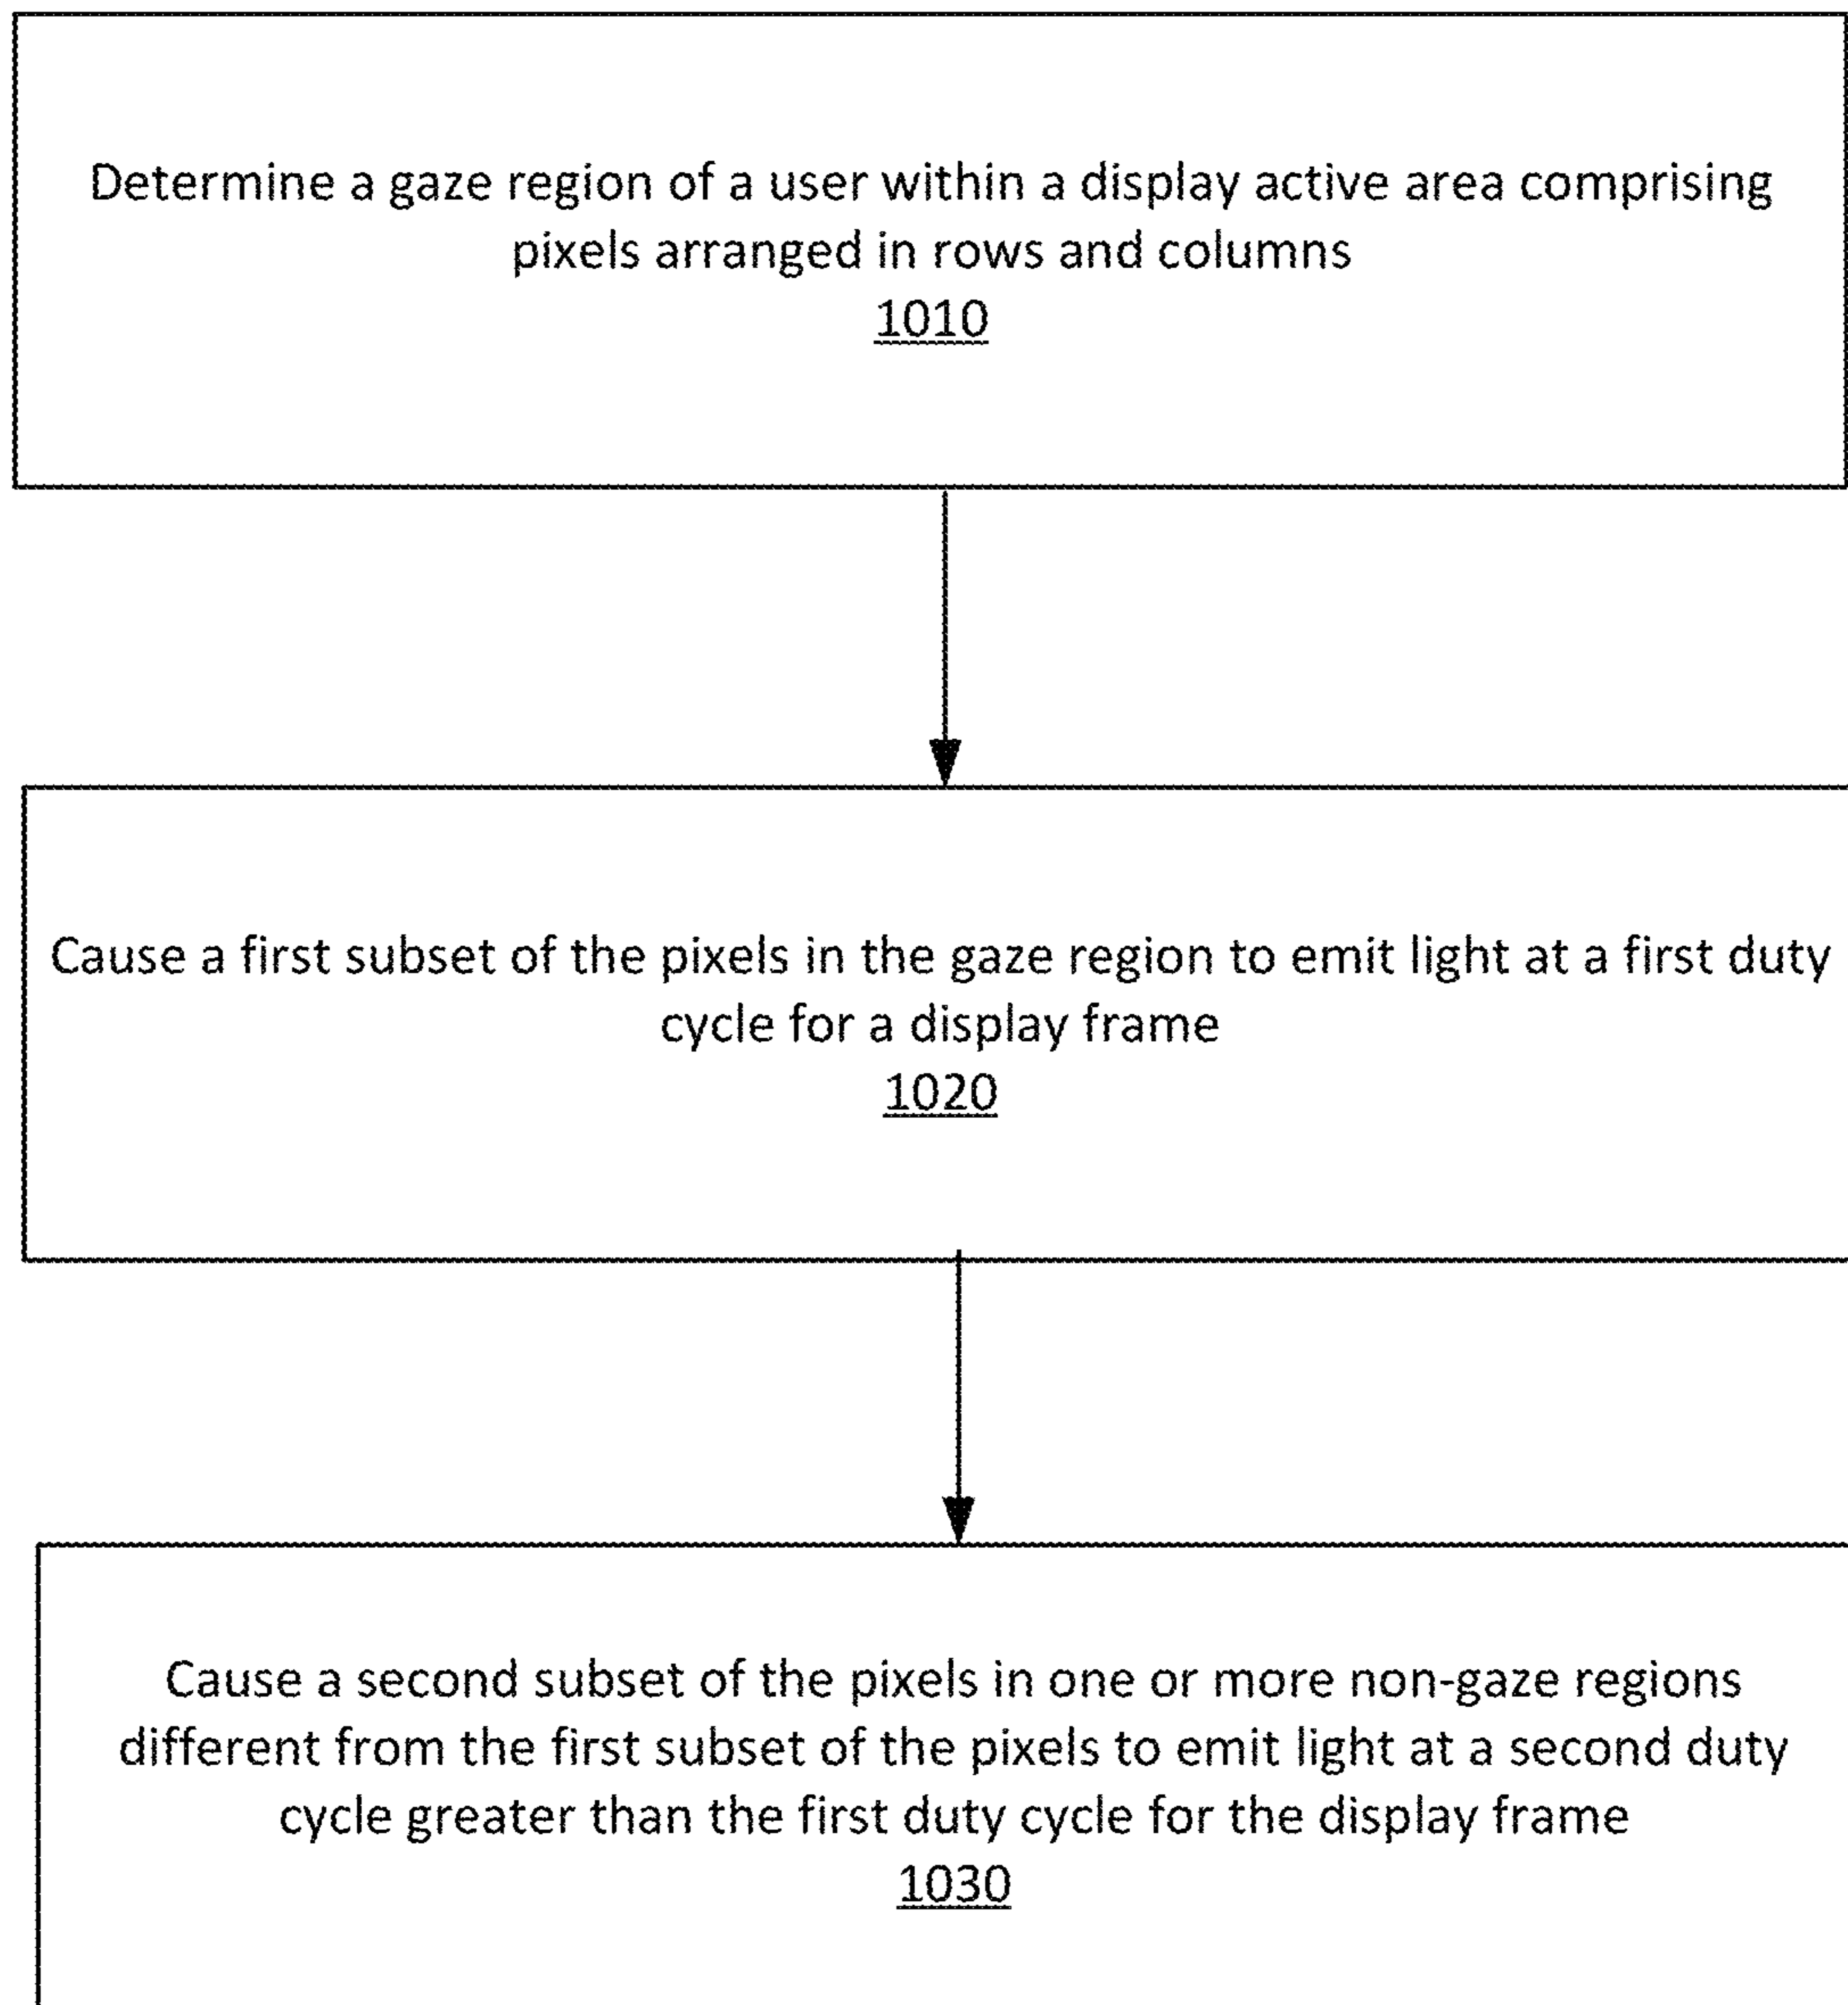 Determine a gaze region of a user within a display active area comprising
pixels arranged in rows and columns
1010
Cause a first subset of the pixels in the gaze region to emit light at a first duty
cycle for a display frame
1020
Cause a second subset of the pixels in one or more non-gaze regions
different from the first subset of the pixels to emit light at a second duty
cycle greater than the first duty cycle for the display frame
1030